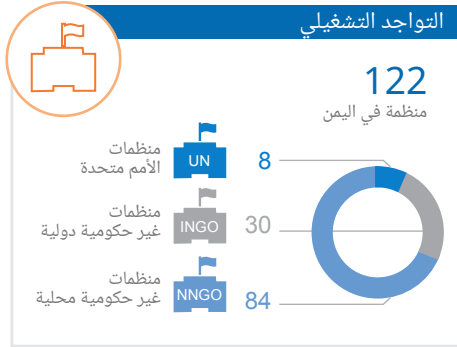 التواجد التشغيلي
122
منظمة في اليمن
منظمات
الأمم متحدة
UN
8
منظمات
غير حكومية دولية
INGO
30
منظمات
غير حكومية محلية
NNGO
84